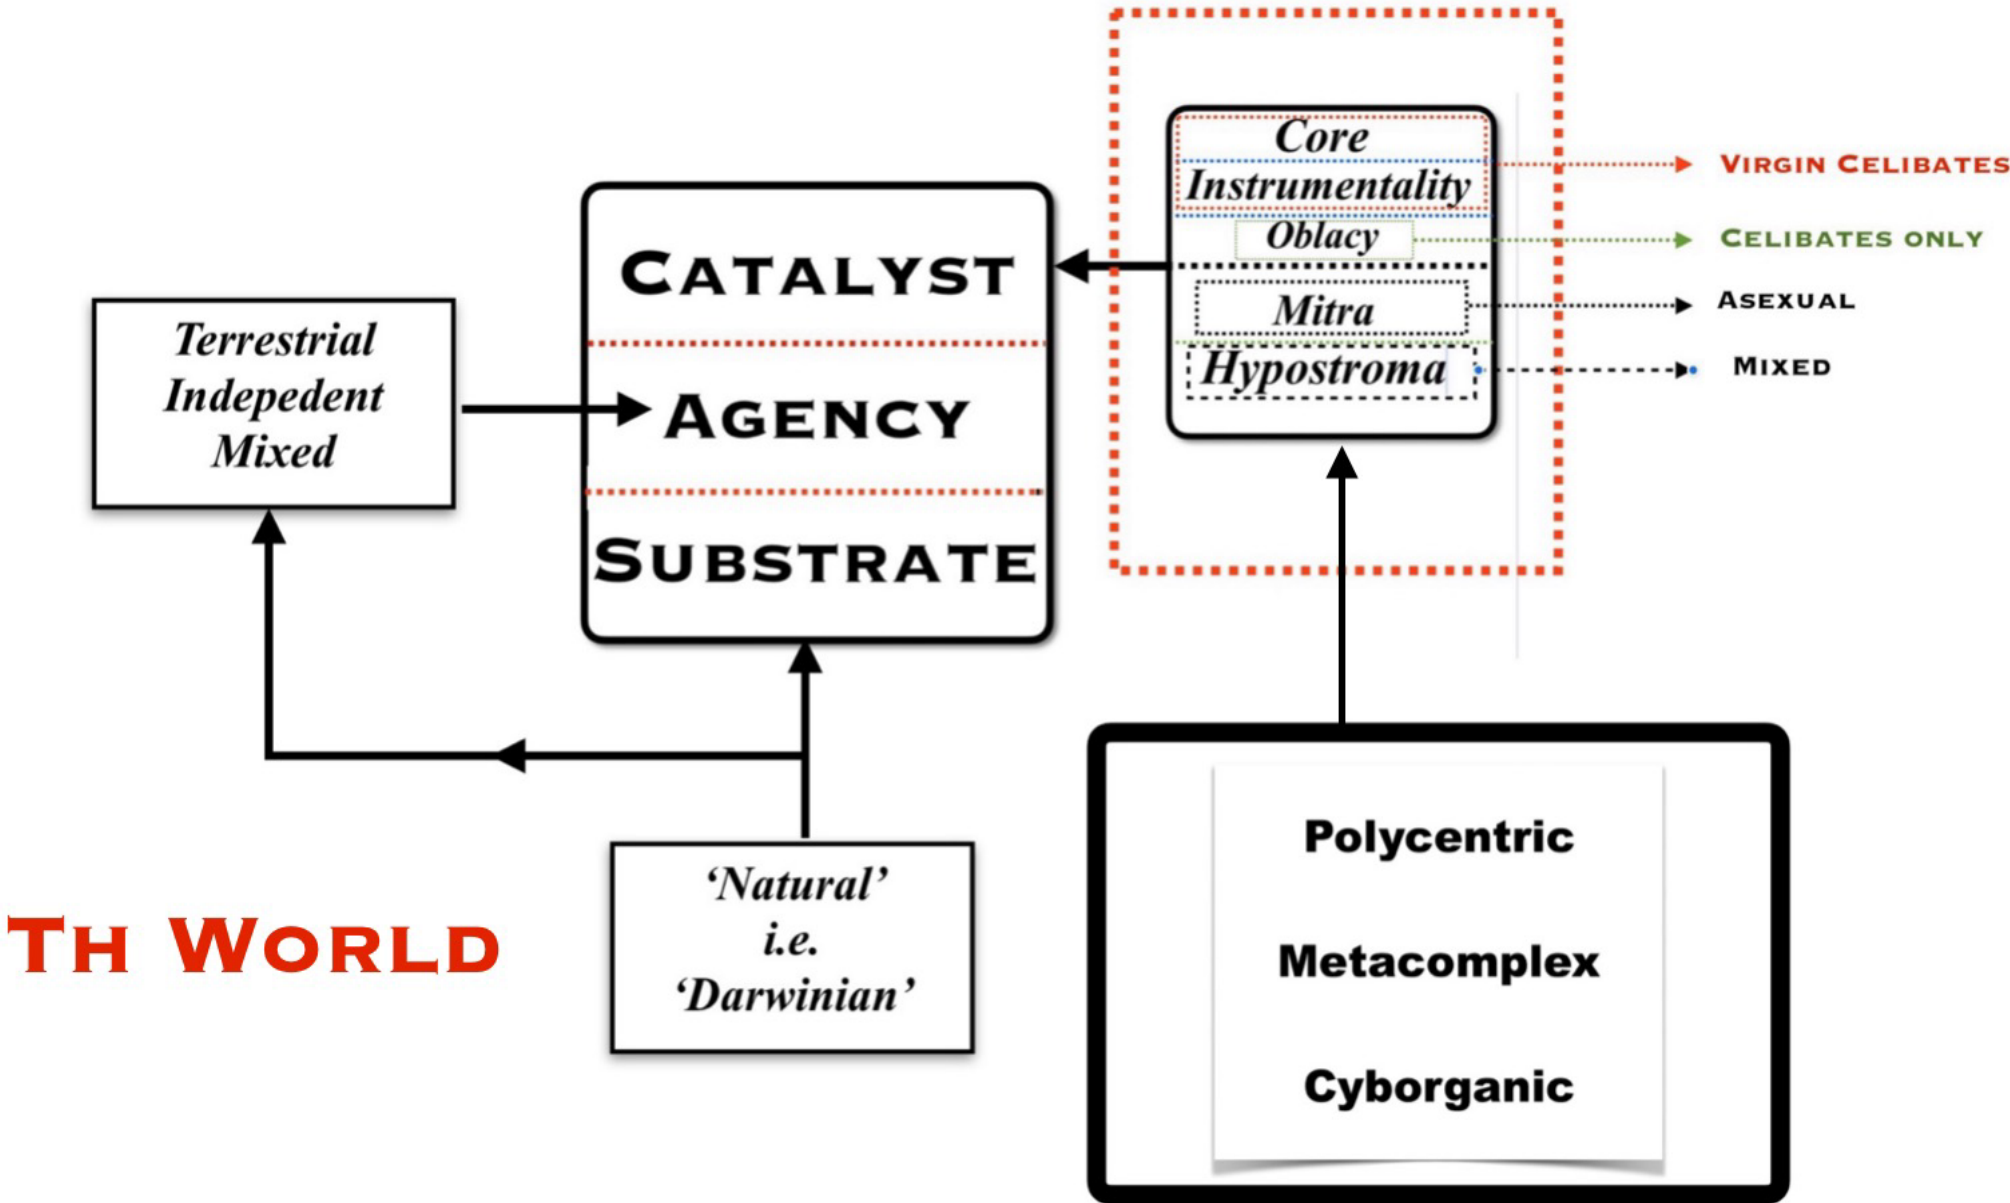 Core
Instrumentality
Oblacy
Mitra
Hypostroma
VIRGIN CELIBATES
CELIBATES ONLY
ASEXUAL
MIXED
CATALYST
AGENCY
SUBSTRATE
Terrestrial
Indepedent
Mixed
‘Natural’
i.e.
‘Darwinian’
TH WORLD
Polycentric
Metacomplex
Cyborganic